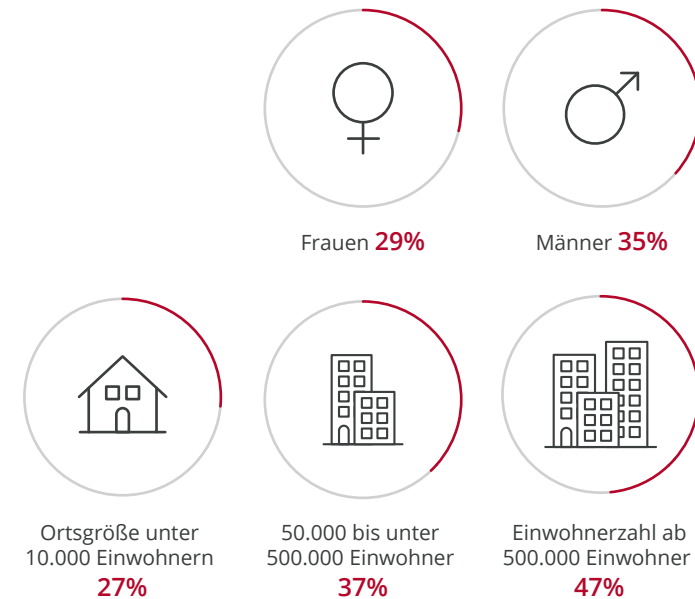 Frauen 29%
Männer 35%
Ortsgröße unter
10.000 Einwohnern
27%
50.000 bis unter
500.000 Einwohner
37%
Einwohnerzahl ab
500.000 Einwohner
47%